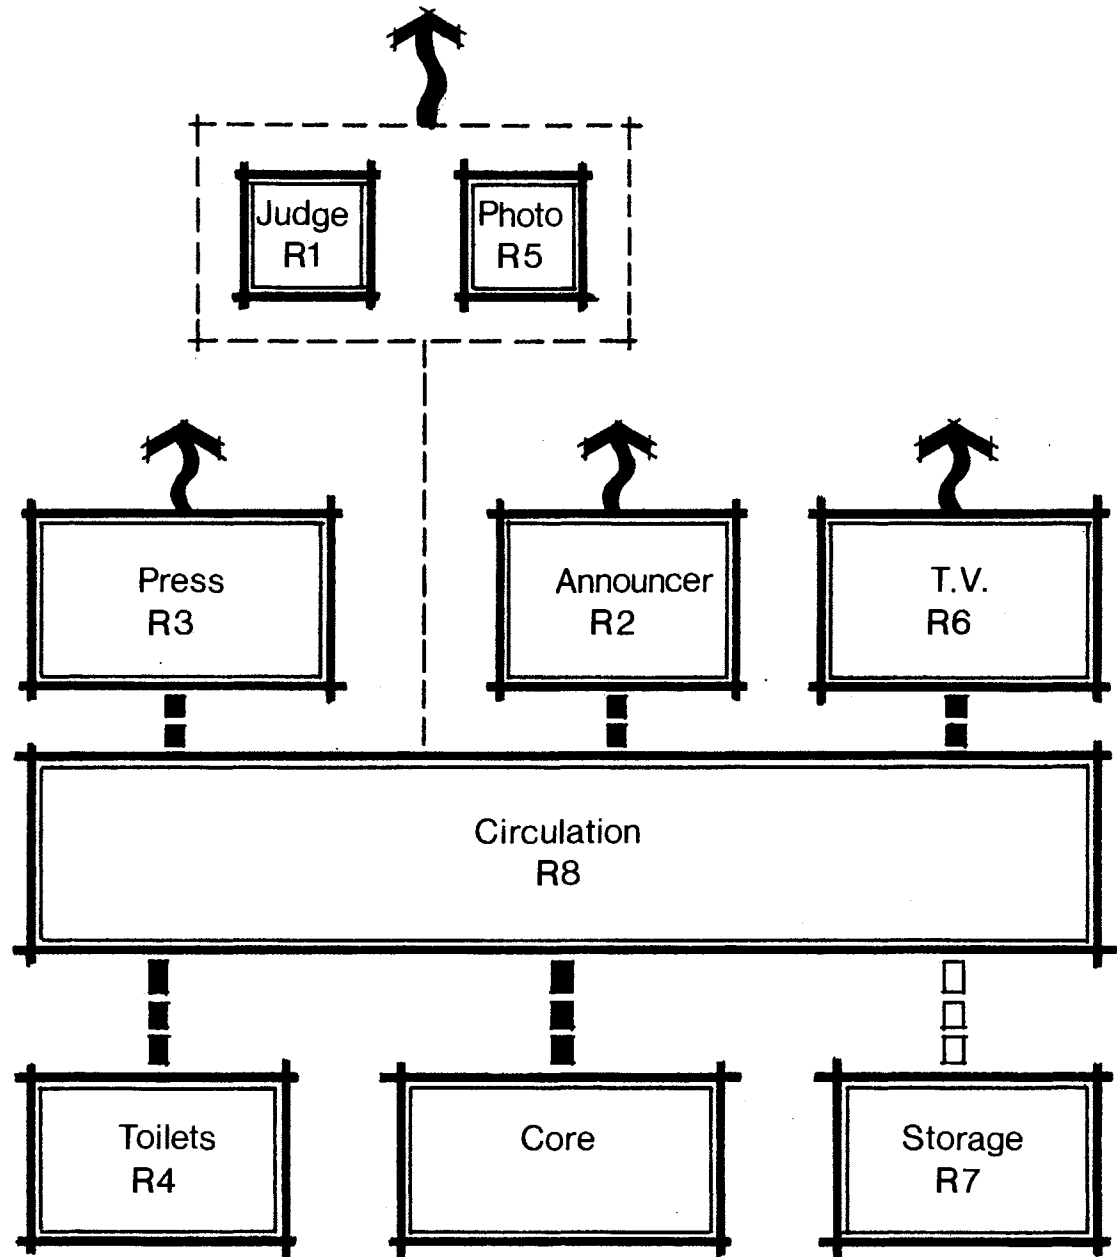 Judge
R1
Photo
R5
Press
R3
Announcer
R2
T.V.
R6
Circulation
R8
Toilets
R4
Core
Storage
R7